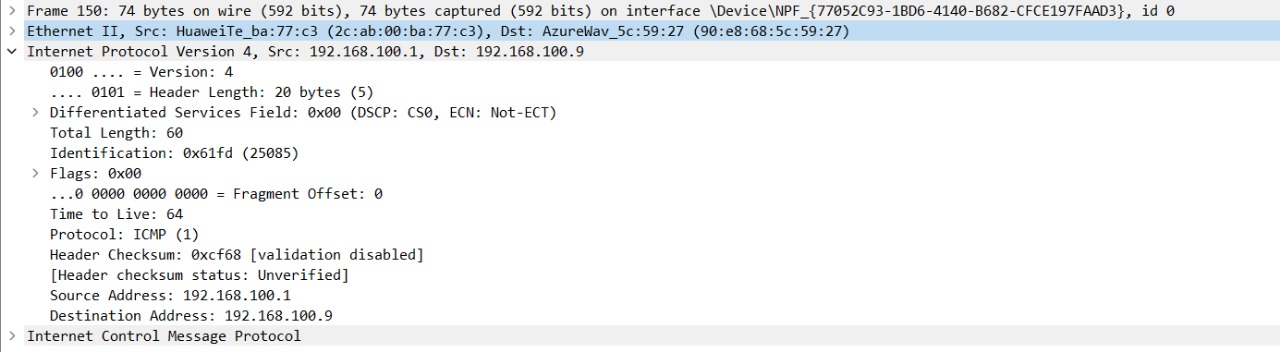 Frame 150: 74 bytes on wire (592 bits), 74 bytes captured (592 bits) on interface \Device\NPF_{77052C93-1BD6-4140-B682-CFCE197FAAD3}, id 0
Ethernet II, Src: HuaweiTe_ba:77:c3 (2c:ab:00:ba:77:c3), Dst: AzureWav_5c:59:27 (90:e8:68:5c:59:27)
Internet Protocol Version 4, Src: 192.168.100.1, Dst: 192.168.100.9
0100 .... = Version: 4
.... 0101 = Header Length: 20 bytes (5)
Differentiated Services Field: 0x00 (DSCP: CS0, ECN: Not-ECT)
Total Length: 60
Identification: 0x61fd (25085)
Flags: 0x00
...0 0000 0000 0000 = Fragment Offset: 0
Time to Live: 64
Protocol: ICMP (1)
Header Checksum: 0xcf68 [validation disabled]
[Header checksum status: Unverified]
Source Address: 192.168.100.1
Destination Address: 192.168.100.9
Internet Control Message Protocol